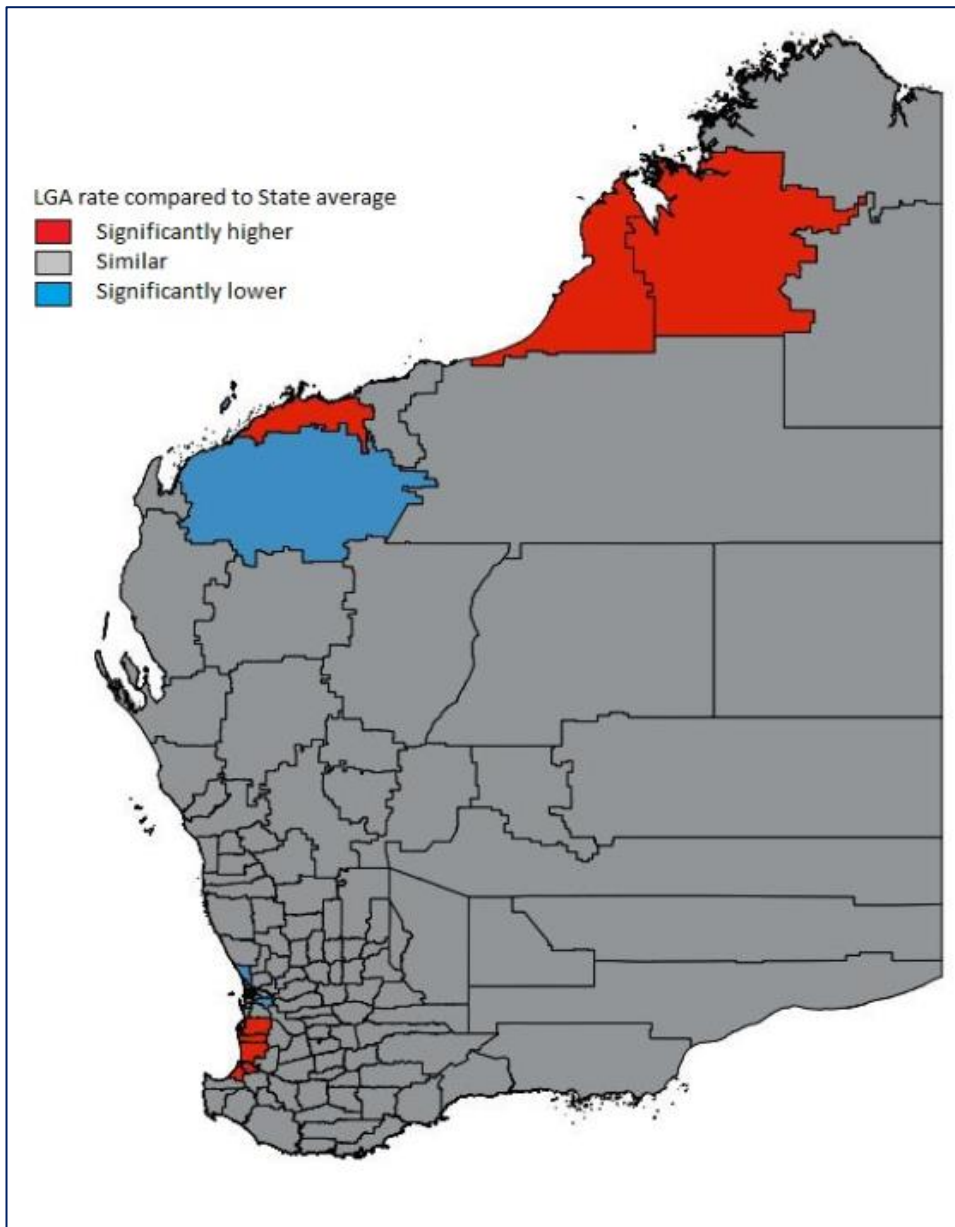 LGA rate compared to State average
Significantly higher
Similar
Significantly lower